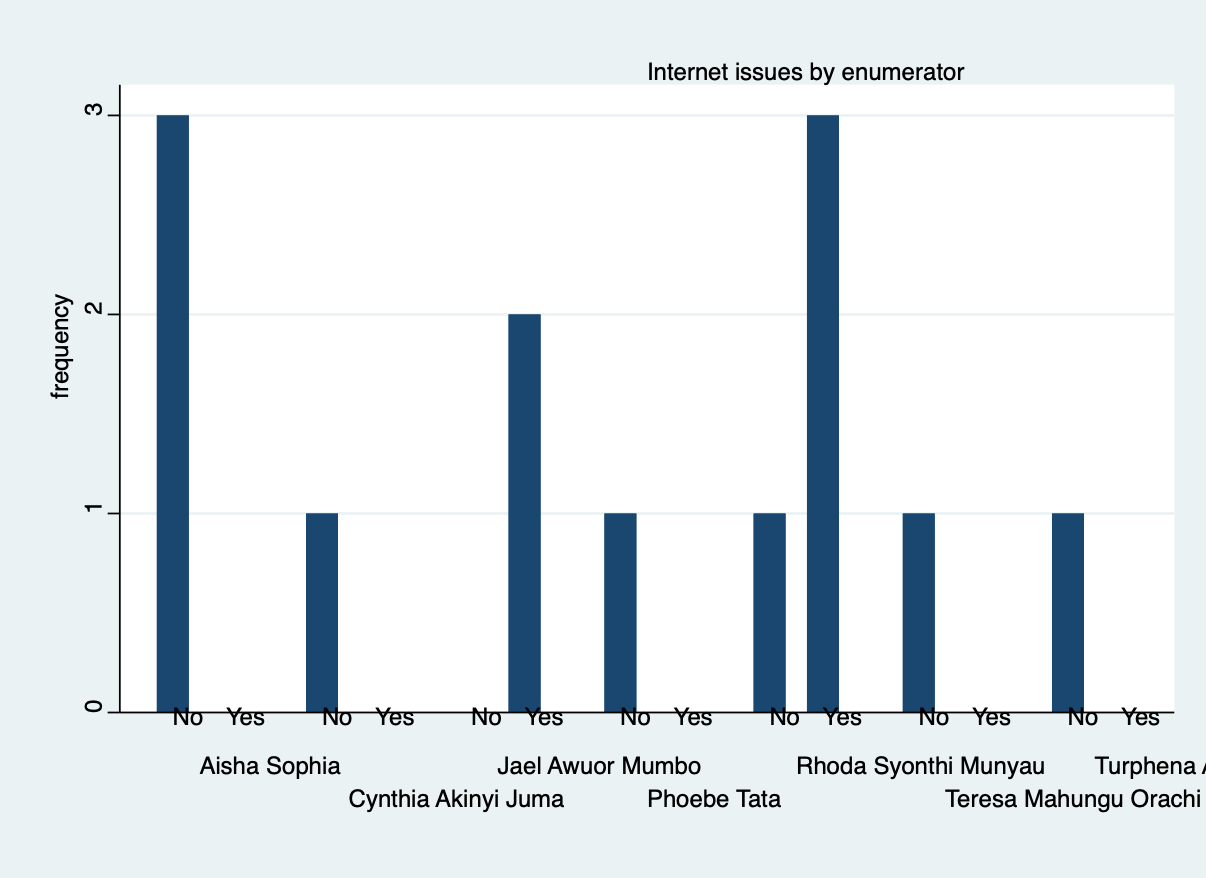 Internet issues by enumerator
3
2
1
0
frequency
No Yes No Yes No Yes No Yes No Yes No Yes No Yes
Aisha Sophia Jael Awuor Mumbo Rhoda Syonthi Munyau Turphena
Cynthia Akinyi Juma Phoebe Tata Teresa Mahungu Orachi